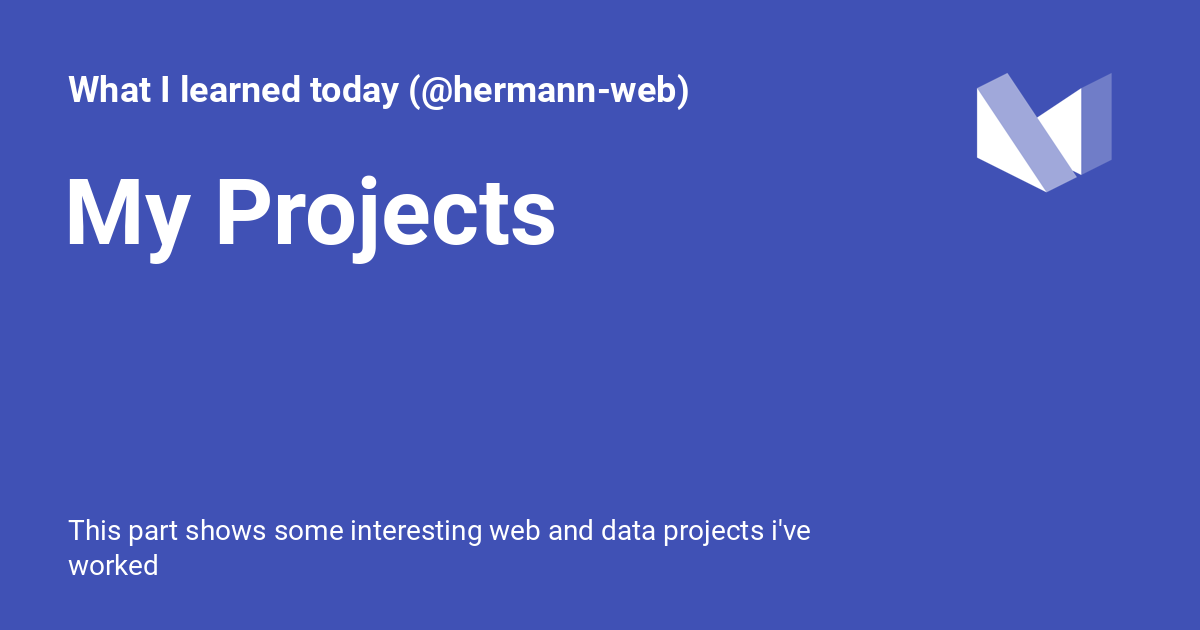 What I learned today (@hermann-web)
My Projects
This part shows some interesting web and data projects i've
worked